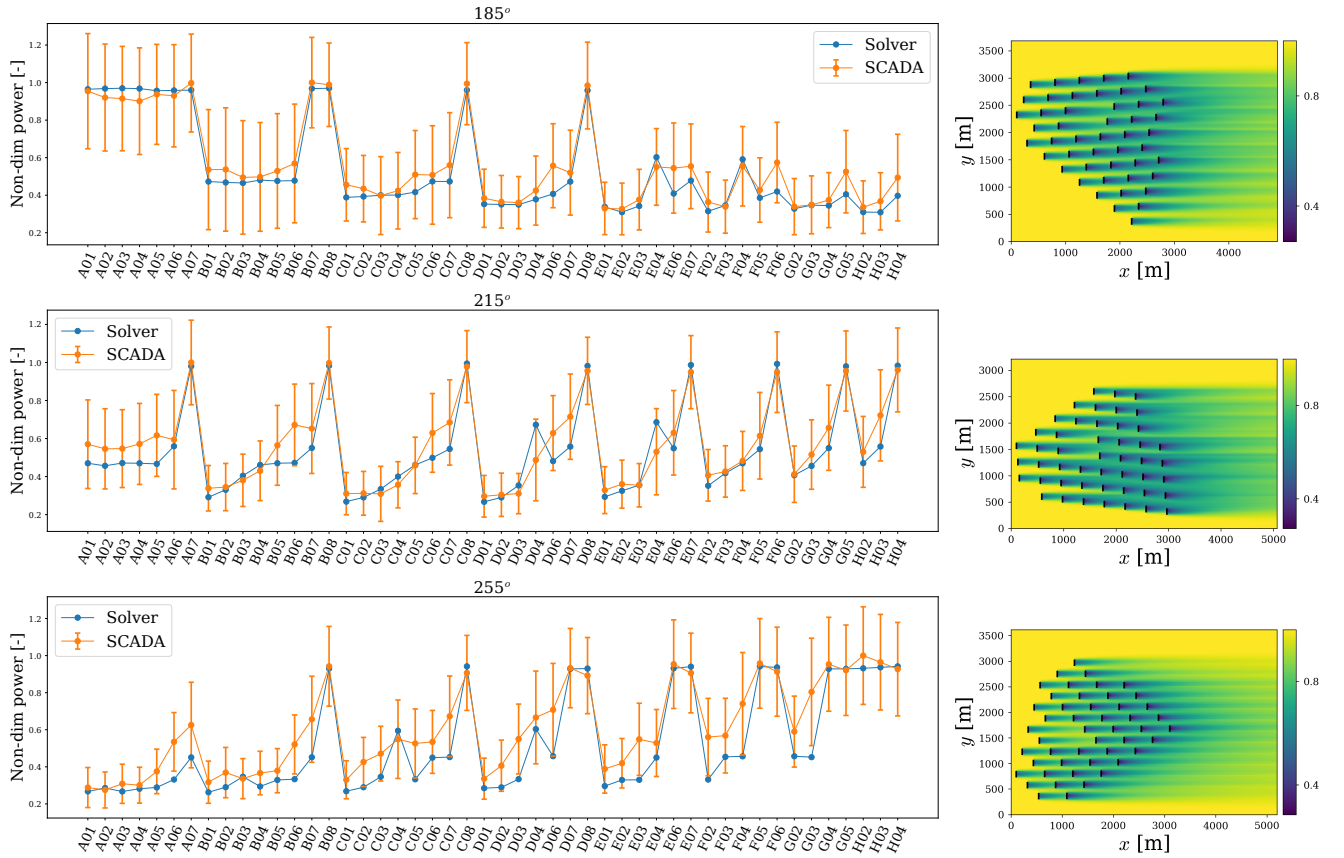 185°
Non-dim power [-]
1.2
1.0
0.8
0.6
0.4
0.2
Solver
SCADA
A01 A02 A03 A04 A05 A06 A07 B01 B02 B03 B04 B05 B06 B07 B08 C01 C02 C03 C04 C05 C06 C07 C08 D01 D02 D03 D04 D06 D07 D08 E01 E02 E03 E04 E06 E07 F02 F03 F04 F05 F06 G02 G03 G04 G05 H02 H03 H04
y [m]
3500
3000
2500
2000
1500
1000
500
0
0 1000 2000 3000 4000
x [m]
0.8
0.4
215°
Non-dim power [-]
1.2
1.0
0.8
0.6
0.4
0.2
Solver
SCADA
A01 A02 A03 A04 A05 A06 A07 B01 B02 B03 B04 B05 B06 B07 B08 C01 C02 C03 C04 C05 C06 C07 C08 D01 D02 D03 D04 D06 D07 D08 E01 E02 E03 E04 E06 E07 F02 F03 F04 F05 F06 G02 G03 G04 G05 H02 H03 H04
y [m]
3000
2500
2000
1500
1000
500
0
0 1000 2000 3000 4000 5000
x [m]
0.8
0.4
255°
Non-dim power [-]
1.2
1.0
0.8
0.6
0.4
0.2
Solver
SCADA
A01 A02 A03 A04 A05 A06 A07 B01 B02 B03 B04 B05 B06 B07 B08 C01 C02 C03 C04 C05 C06 C07 C08 D01 D02 D03 D04 D06 D07 D08 E01 E02 E03 E04 E06 E07 F02 F03 F04 F05 F06 G02 G03 G04 G05 H02 H03 H04
y [m]
3500
3000
2500
2000
1500
1000
500
0
0 1000 2000 3000 4000 5000
x [m]
0.8
0.4